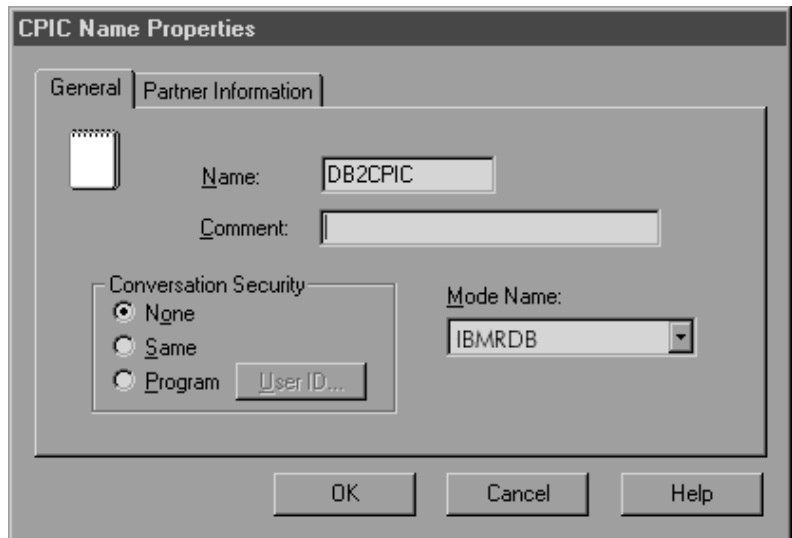 CPIC Name Properties
General Partner Information
Name: DB2CPIC
Comment:
Conversation Security
None
Same
Program User ID...
Mode Name:
IBMRDB
OK Cancel Help